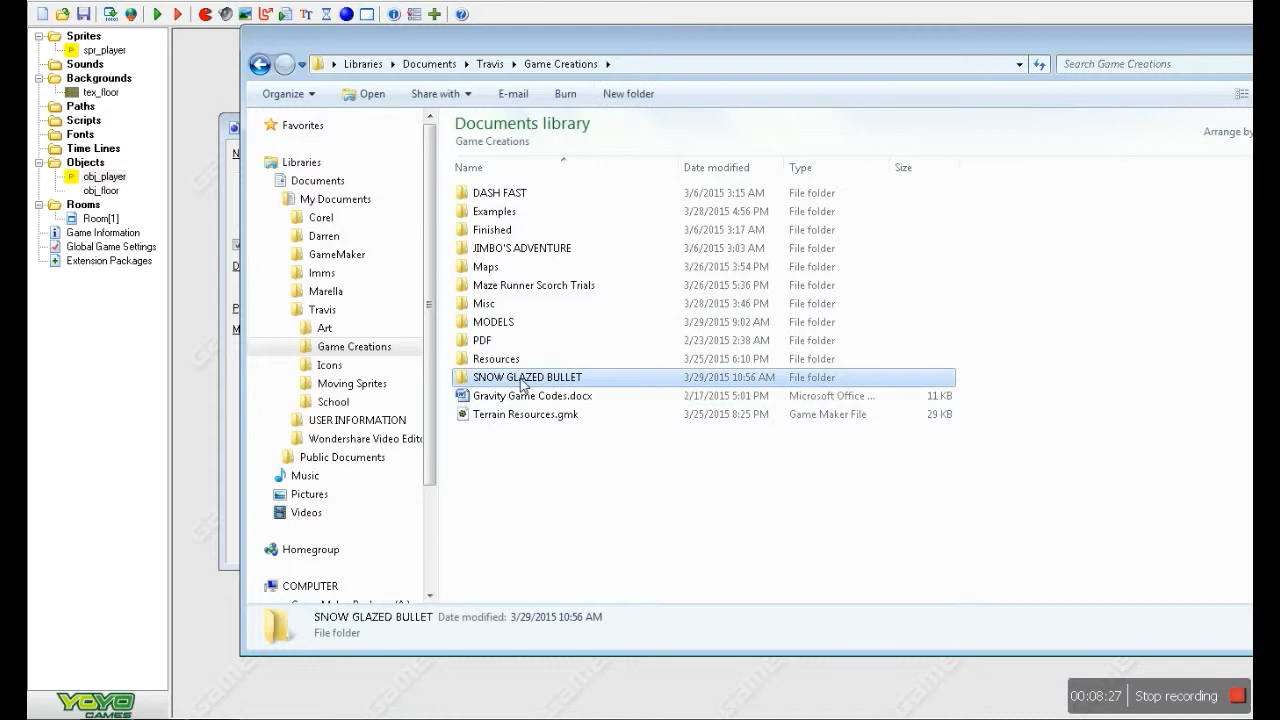 Sprites
spr_player
Sounds
Backgrounds
tex_floor
Paths
Scripts
Fonts
Time Lines
Objects
obj_player
obj_floor
Rooms
Room[1]
Game Information
Global Game Settings
Extension Packages
YOYO
GAMES
Libraries Documents Travis Game Creations
Search Game Creations
Organize Open Share with E-mail Burn New folder
Favorites
Libraries
Documents
My Documents
Corel
Darren
GameMaker
Imms
Marella
Travis
Art
Game Creations
Icons
Moving Sprites
School
USER INFORMATION
Wondershare Video Edit
Public Documents
Music
Pictures
Videos
Homegroup
COMPUTER
Documents library
Game Creations
Arrange by
Name Date modified Type Size
DASH FAST 3/6/2015 3:15 AM File folder
Examples 3/28/2015 4:56 PM File folder
Finished 3/6/2015 3:17 AM File folder
JIMBO'S ADVENTURE 3/6/2015 3:03 AM File folder
Maps 3/26/2015 3:54 PM File folder
Maze Runner Scorch Trials 3/26/2015 5:36 PM File folder
Misc 3/28/2015 3:46 PM File folder
MODELS 3/29/2015 9:02 AM File folder
PDF 2/23/2015 2:38 AM File folder
Resources 3/25/2015 6:10 PM File folder
SNOW GLAZED BULLET 3/29/2015 10:56 AM File folder
Gravity Game Codes.docx 2/17/2015 5:01 PM Microsoft Office ... 11 KB
Terrain Resources.gmk 3/25/2015 8:25 PM Game Maker File 29 KB
SNOW GLAZED BULLET Date modified: 3/29/2015 10:56 AM
File folder
00:08:27 Stop recording